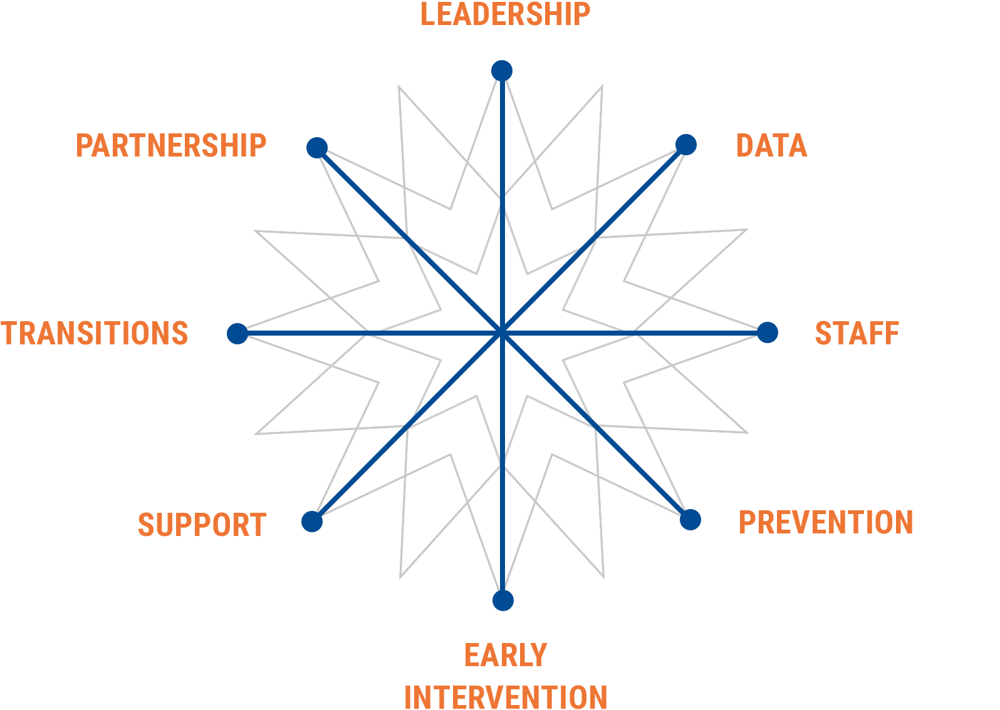 LEADERSHIP
PARTNERSHIP
DATA
TRANSITIONS
STAFF
SUPPORT
PREVENTION
EARLY
INTERVENTION